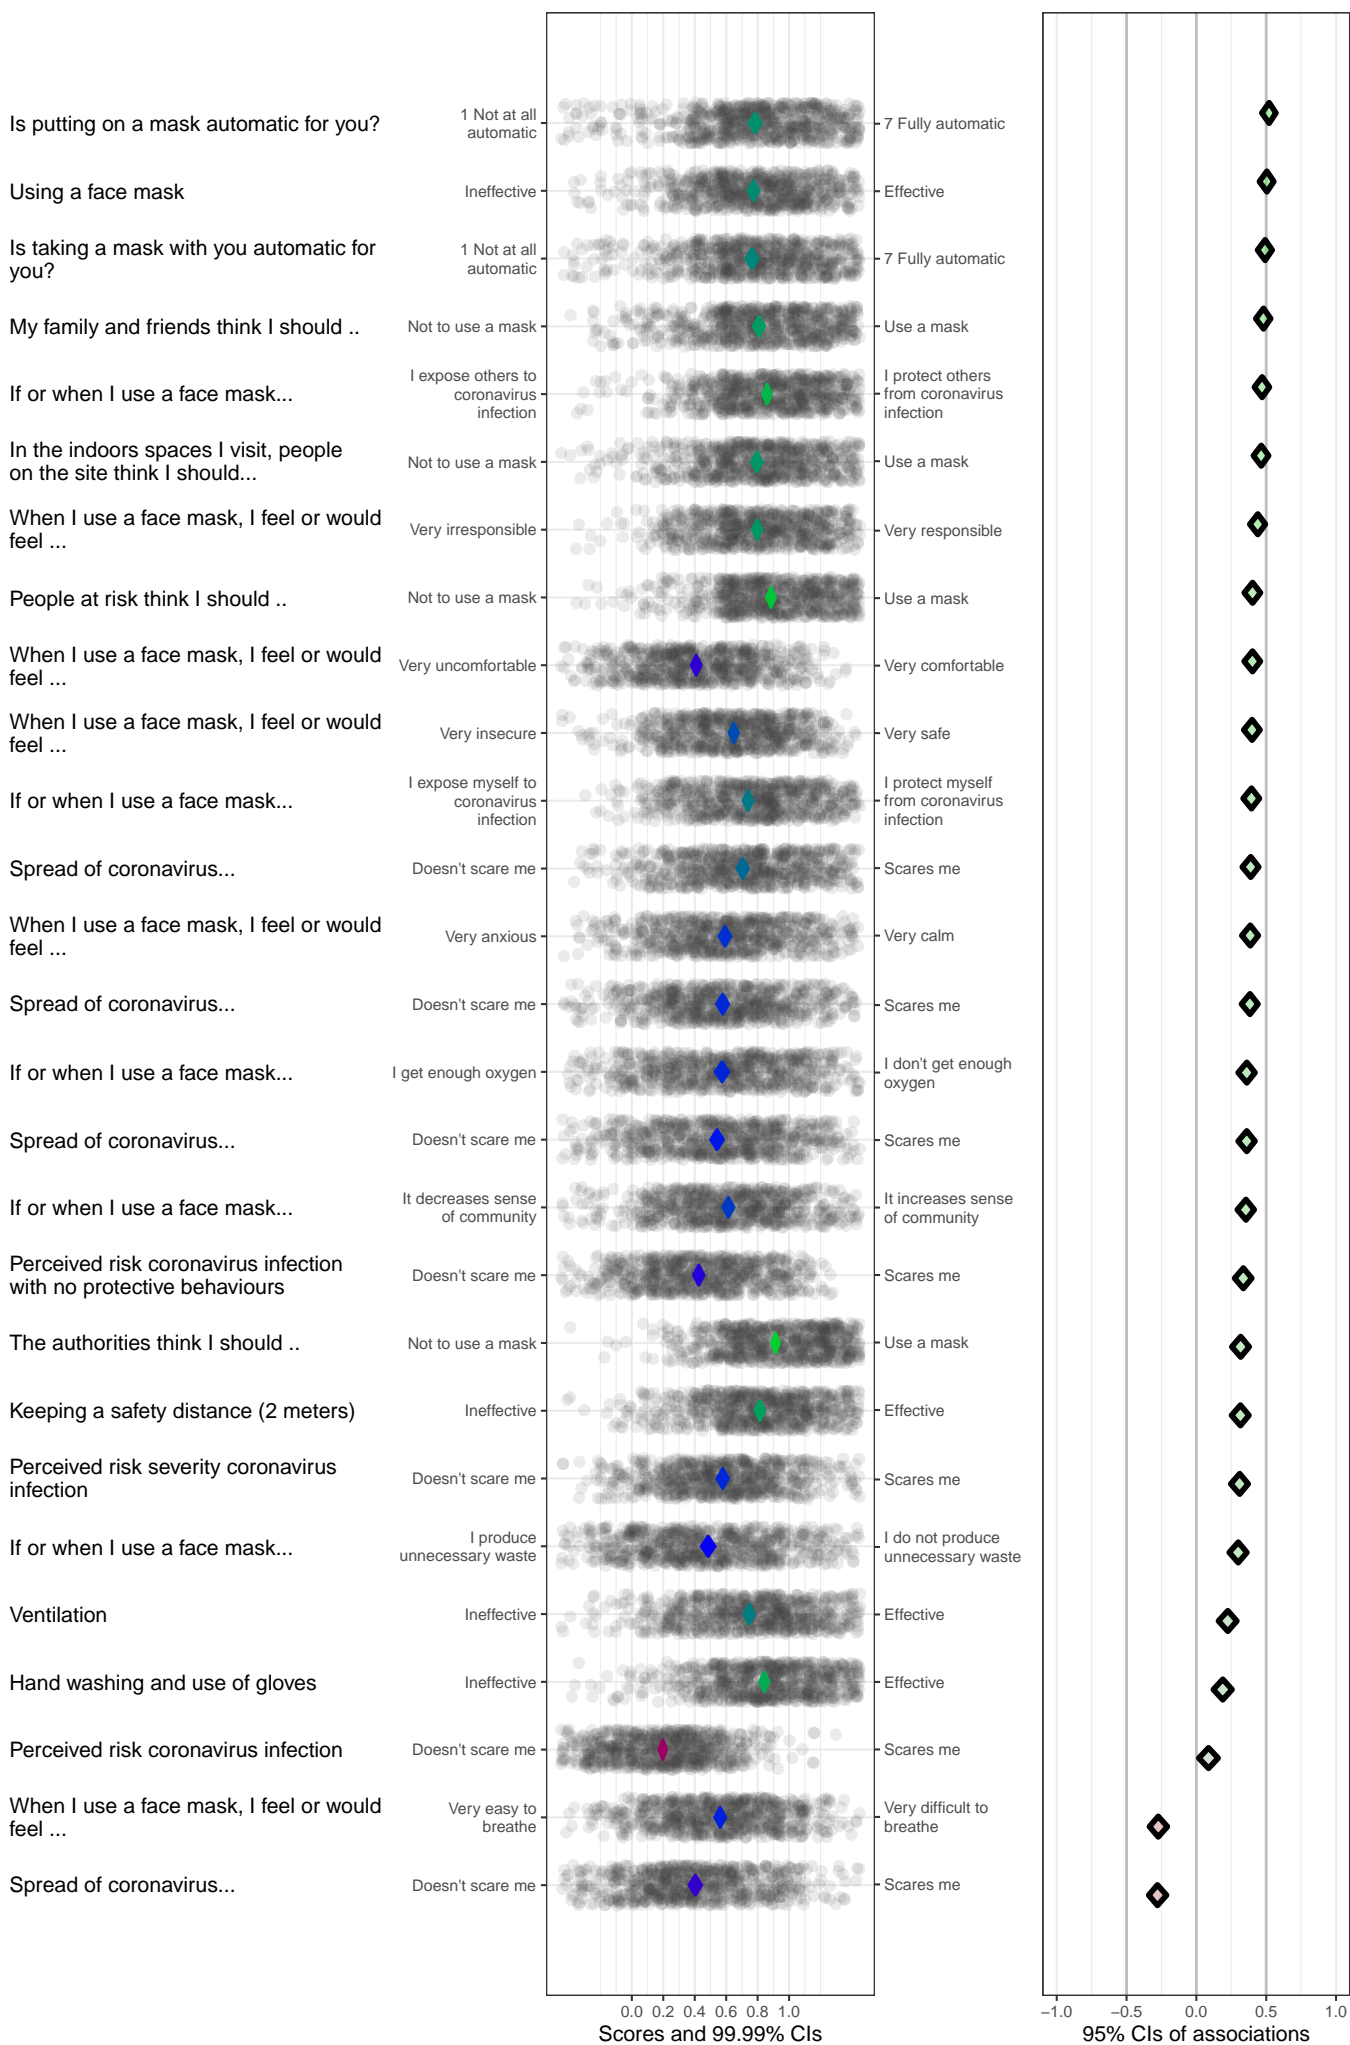 Is putting on a mask automatic for you?
1 Not at all
automatic
7 Fully automatic
Using a face mask
Ineffective
Effective
Is taking a mask with you automatic for
you?
1 Not at all
automatic
7 Fully automatic
My family and friends think I should ..
Not to use a mask
Use a mask
If or when I use a face mask...
I expose others to
coronavirus
infection
I protect others
from coronavirus
infection
In the indoors spaces I visit, people
on the site think I should...
Not to use a mask
Use a mask
When I use a face mask, I feel or would
feel ...
Very irresponsible
Very responsible
People at risk think I should ..
Not to use a mask
Use a mask
When I use a face mask, I feel or would
feel ...
Very uncomfortable
Very comfortable
When I use a face mask, I feel or would
feel ...
Very insecure
Very safe
If or when I use a face mask...
I expose myself to
coronavirus
infection
I protect myself
from coronavirus
infection
Spread of coronavirus...
Doesn't scare me
Scares me
When I use a face mask, I feel or would
feel ...
Very anxious
Very calm
Spread of coronavirus...
Doesn't scare me
Scares me
If or when I use a face mask...
I get enough oxygen
I don't get enough
oxygen
Spread of coronavirus...
Doesn't scare me
Scares me
If or when I use a face mask...
It decreases sense
of community
It increases sense
of community
Perceived risk coronavirus infection
with no protective behaviours
Doesn't scare me
Scares me
The authorities think I should ..
Not to use a mask
Use a mask
Keeping a safety distance (2 meters)
Ineffective
Effective
Perceived risk severity coronavirus
infection
Doesn't scare me
Scares me
If or when I use a face mask...
I produce
unnecessary waste
I do not produce
unnecessary waste
Ventilation
Ineffective
Effective
Hand washing and use of gloves
Ineffective
Effective
Perceived risk coronavirus infection
Doesn't scare me
Scares me
When I use a face mask, I feel or would
feel ...
Very easy to
breathe
Very difficult to
breathe
Spread of coronavirus...
Doesn't scare me
Scares me
0.0 0.2 0.4 0.6 0.8 1.0
Scores and 99.99% CIs
−1.0 −0.5 0.0 0.5 1.0
95% CIs of associations